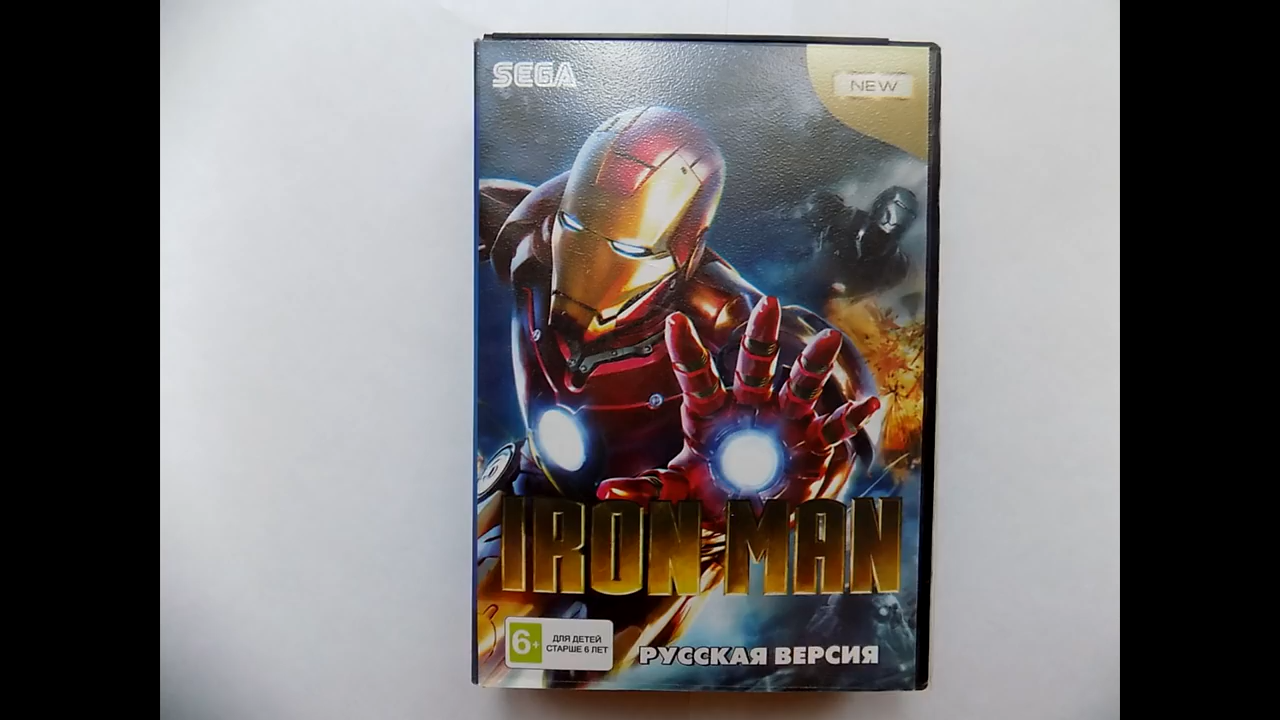 SEGA
NEW
IRON MAN
6+
ДЛЯ ДЕТЕЙ
СТАРШЕ 6 ЛЕТ
РУССКАЯ ВЕРСИЯ